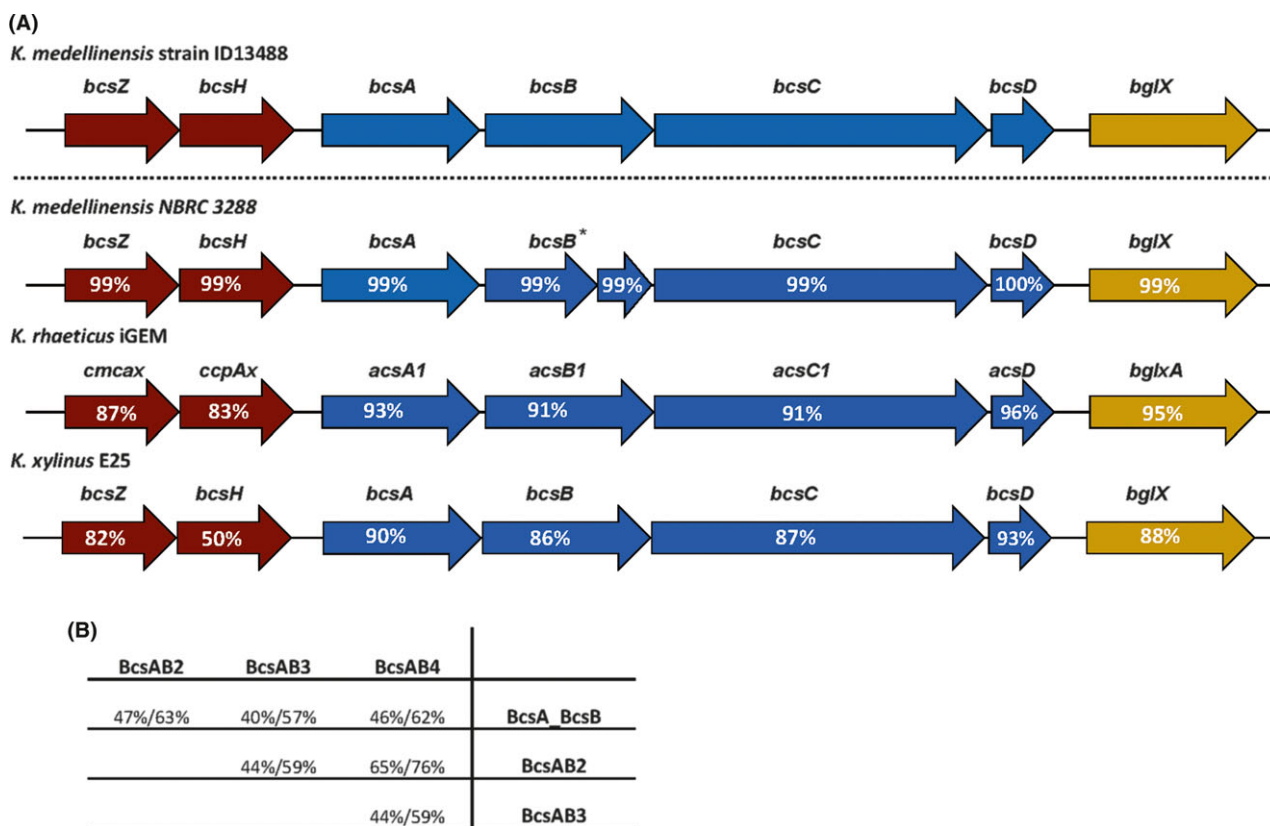 (A)
K. medellinensis strain ID13488
bcsZ bcsH bcsA bcsB bcsC bcsD bglX
K. medellinensis NBRC 3288
bcsZ bcsH bcsA bcsB* bcsC bcsD bglX
99% 99% 99% 99% 99% 99% 100% 99%
K. rhaeticus iGEM
cmcax ccpAx acsA1 acsB1 acsC1 acsD bglxA
87% 83% 93% 91% 91% 96% 95%
K. xylinus E25
bcsZ bcsH bcsA bcsB bcsC bcsD bglX
82% 50% 90% 86% 87% 93% 88%
(B)
BcsAB2 BcsAB3 BcsAB4
47%/63% 40%/57% 46%/62% BcsA_BcsB
44%/59% 65%/76% BcsAB2
44%/59% BcsAB3